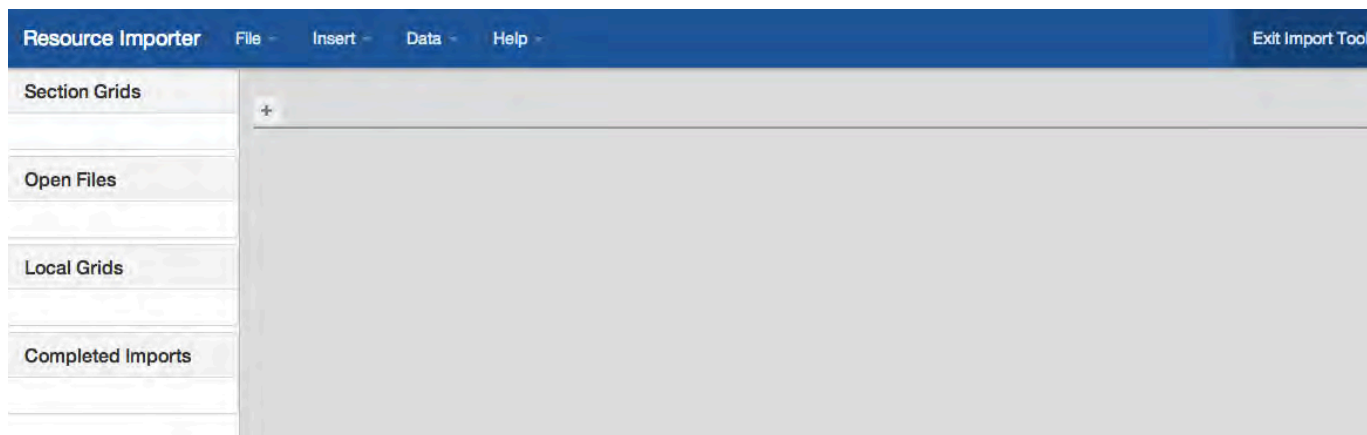 Resource Importer File Insert Data Help Exit Import Tool
Section Grids
+
Open Files
Local Grids
Completed Imports